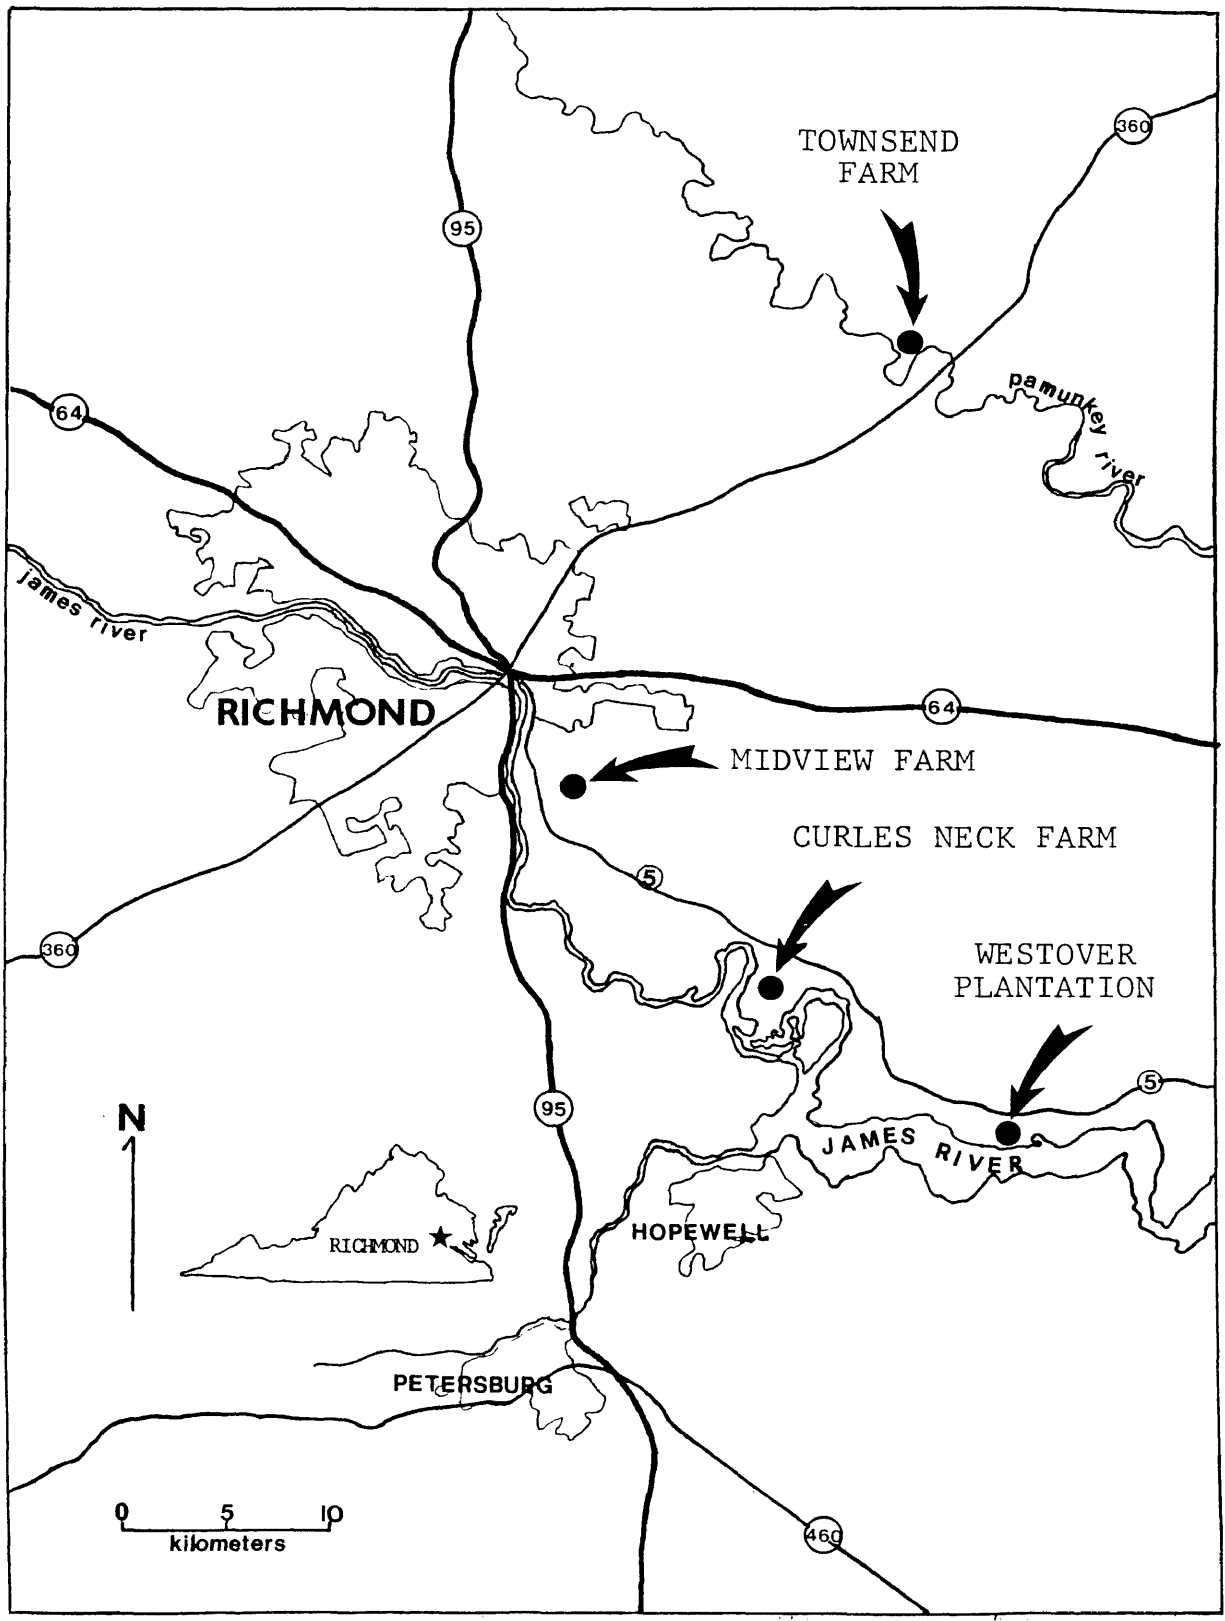 360
TOWNSEND
FARM
95
64
pamunkey
river
james river
RICHMOND
64
MIDVIEW FARM
CURLES NECK FARM
5
360
WESTOVER
PLANTATION
5
95
N
JAMES RIVER
HOPEWELL
RICHMOND
PETERSBURG
0 5 10
kilometers
460